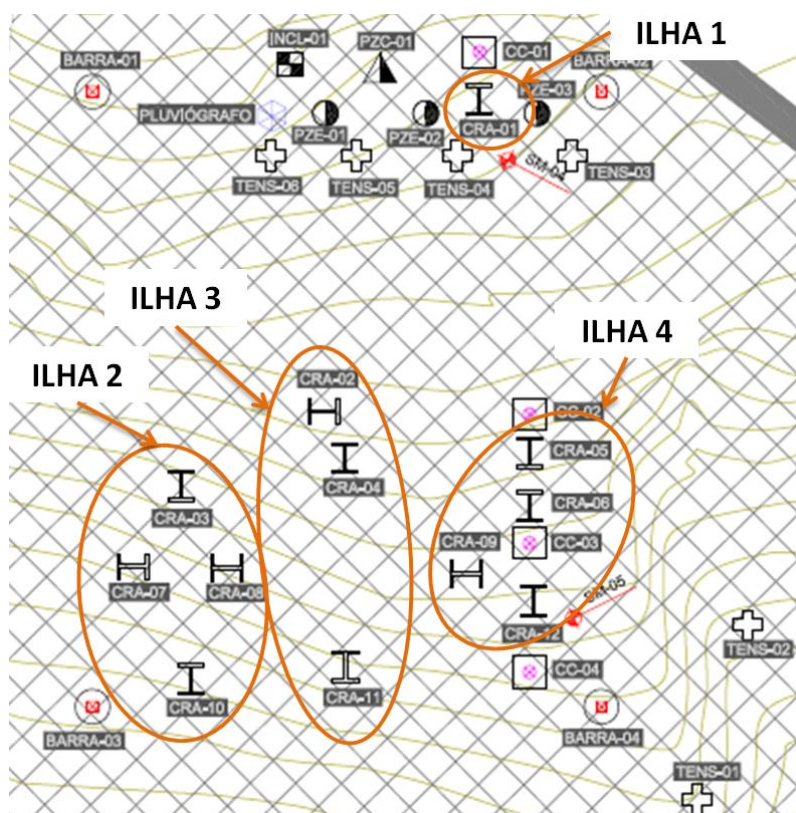 ILHA 1
INCL-01
PZC-01
CC-01
BARRA-01
BARRA-02
PLUVIÓGRAFO
PZE-01
PZE-02
PZE-03
CRA-01
TENS-06
TENS-05
TENS-04
SM-04
TENS-03
ILHA 3
ILHA 4
ILHA 2
CRA-02
CC-02
CRA-03
CRA-04
CRA-05
CRA-06
CRA-09
CC-03
CRA-07
CRA-08
SM-05
CRA-12
TENS-02
CRA-10
CRA-11
CC-04
BARRA-03
BARRA-04
TENS-01